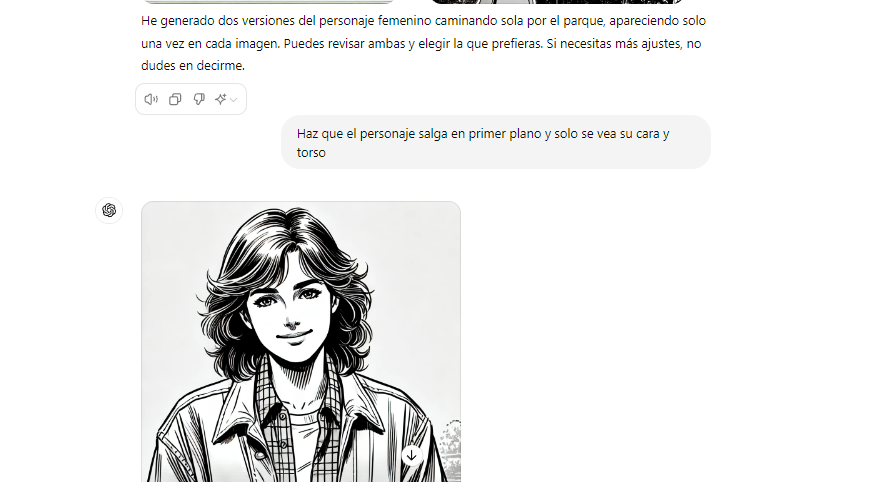 He generado dos versiones del personaje femenino caminando sola por el parque, apareciendo solo
una vez en cada imagen. Puedes revisar ambas y elegir la que prefieras. Si necesitas más ajustes, no
dudes en decirme.
Haz que el personaje salga en primer plano y solo se vea su cara y
torso